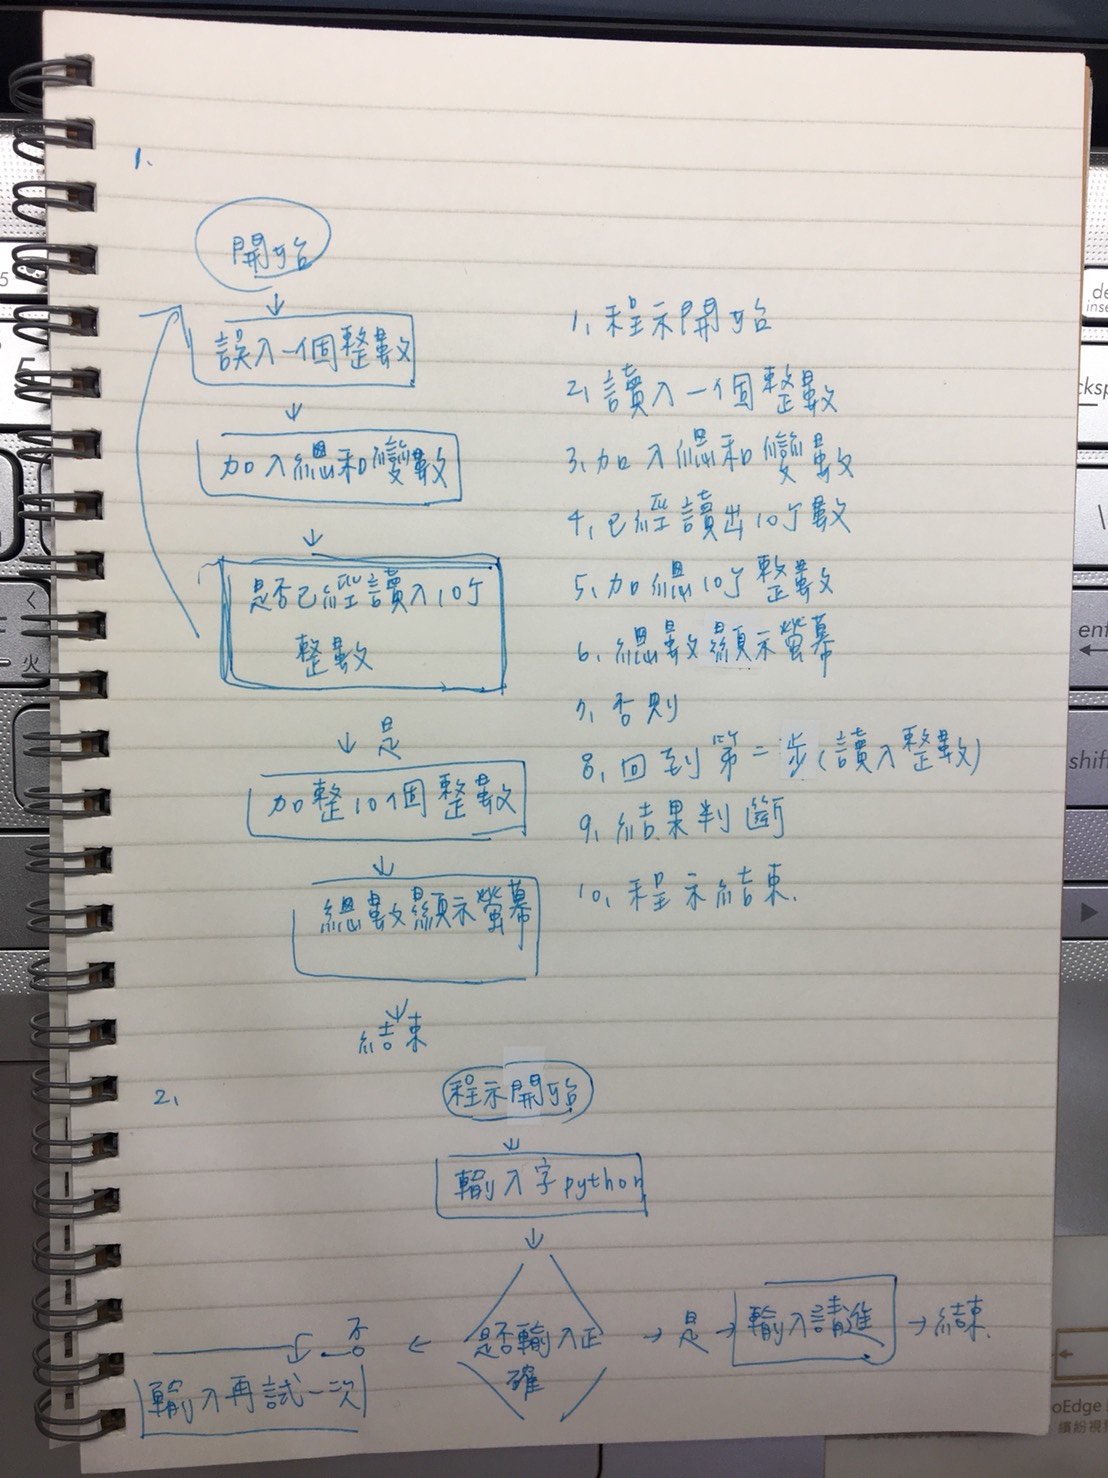 1.
開始
↓
讀入一個整數
↓
加入總和變數
↓
是否已經讀入10个
整數
↓ 是
加整10個整數
↓
總數顯示螢幕
↓
結束
1. 程示開始
2. 讀入一個整數
3. 加入總和變數
4. 已經讀出10个數
5. 加總10个整數
6. 總數顯示螢幕
7. 否則
8. 回到第二步(讀入整數)
9. 結果判斷
10. 程示結束.
2.
程示開始
↓
輸入字python
↓
是否輸入正
確
← 否
輸入再試一次
→ 是 → 輸入請進 → 結束.
enter
shift
火